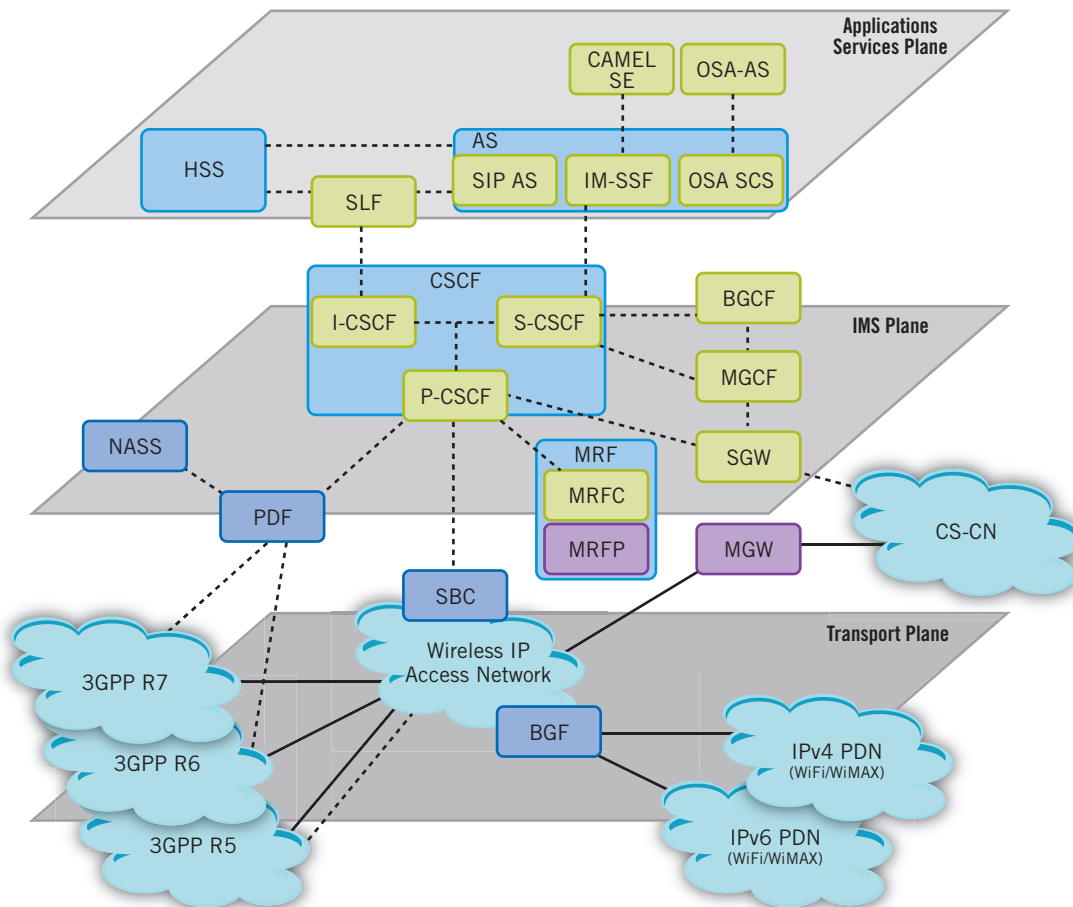 Applications
Services Plane
CAMEL
SE
OSA-AS
AS
HSS
SIP AS
IM-SSF
OSA SCS
SLF
CSCF
BGCF
I-CSCF
S-CSCF
IMS Plane
MGCF
P-CSCF
NASS
MRF
SGW
MRFC
PDF
CS-CN
MRFP
MGW
SBC
Transport Plane
Wireless IP
Access Network
3GPP R7
BGF
IPv4 PDN
(WiFi/WiMAX)
3GPP R6
IPv6 PDN
(WiFi/WiMAX)
3GPP R5